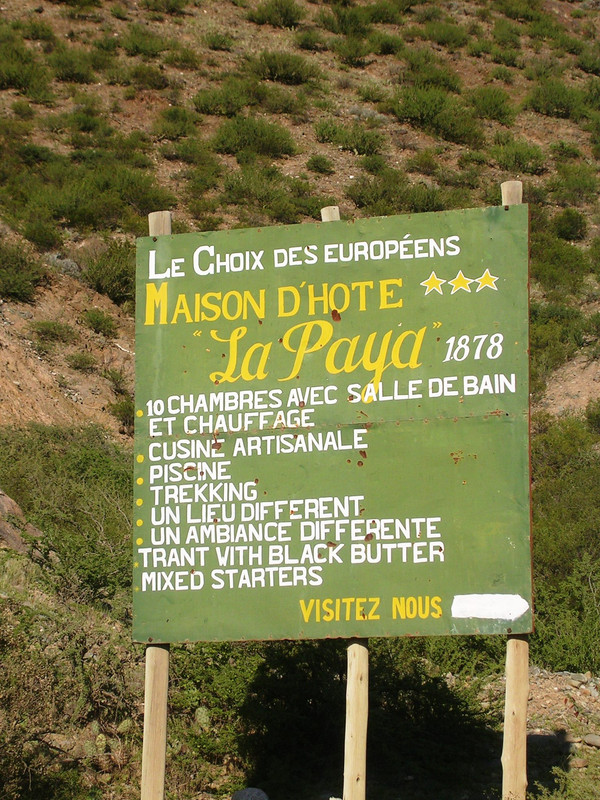 LE CHOIX DES EUROPÉENS
MAISON D'HOTE
"La Paya" 1878
10 CHAMBRES AVEC SALLE DE BAIN
ET CHAUFFAGE
CUSINE ARTISANALE
PISCINE
TREKKING
UN LIEU DIFFERENT
UN AMBIANCE DIFFERENTE
TRANT WITH BLACK BUTTER
MIXED STARTERS
VISITEZ NOUS